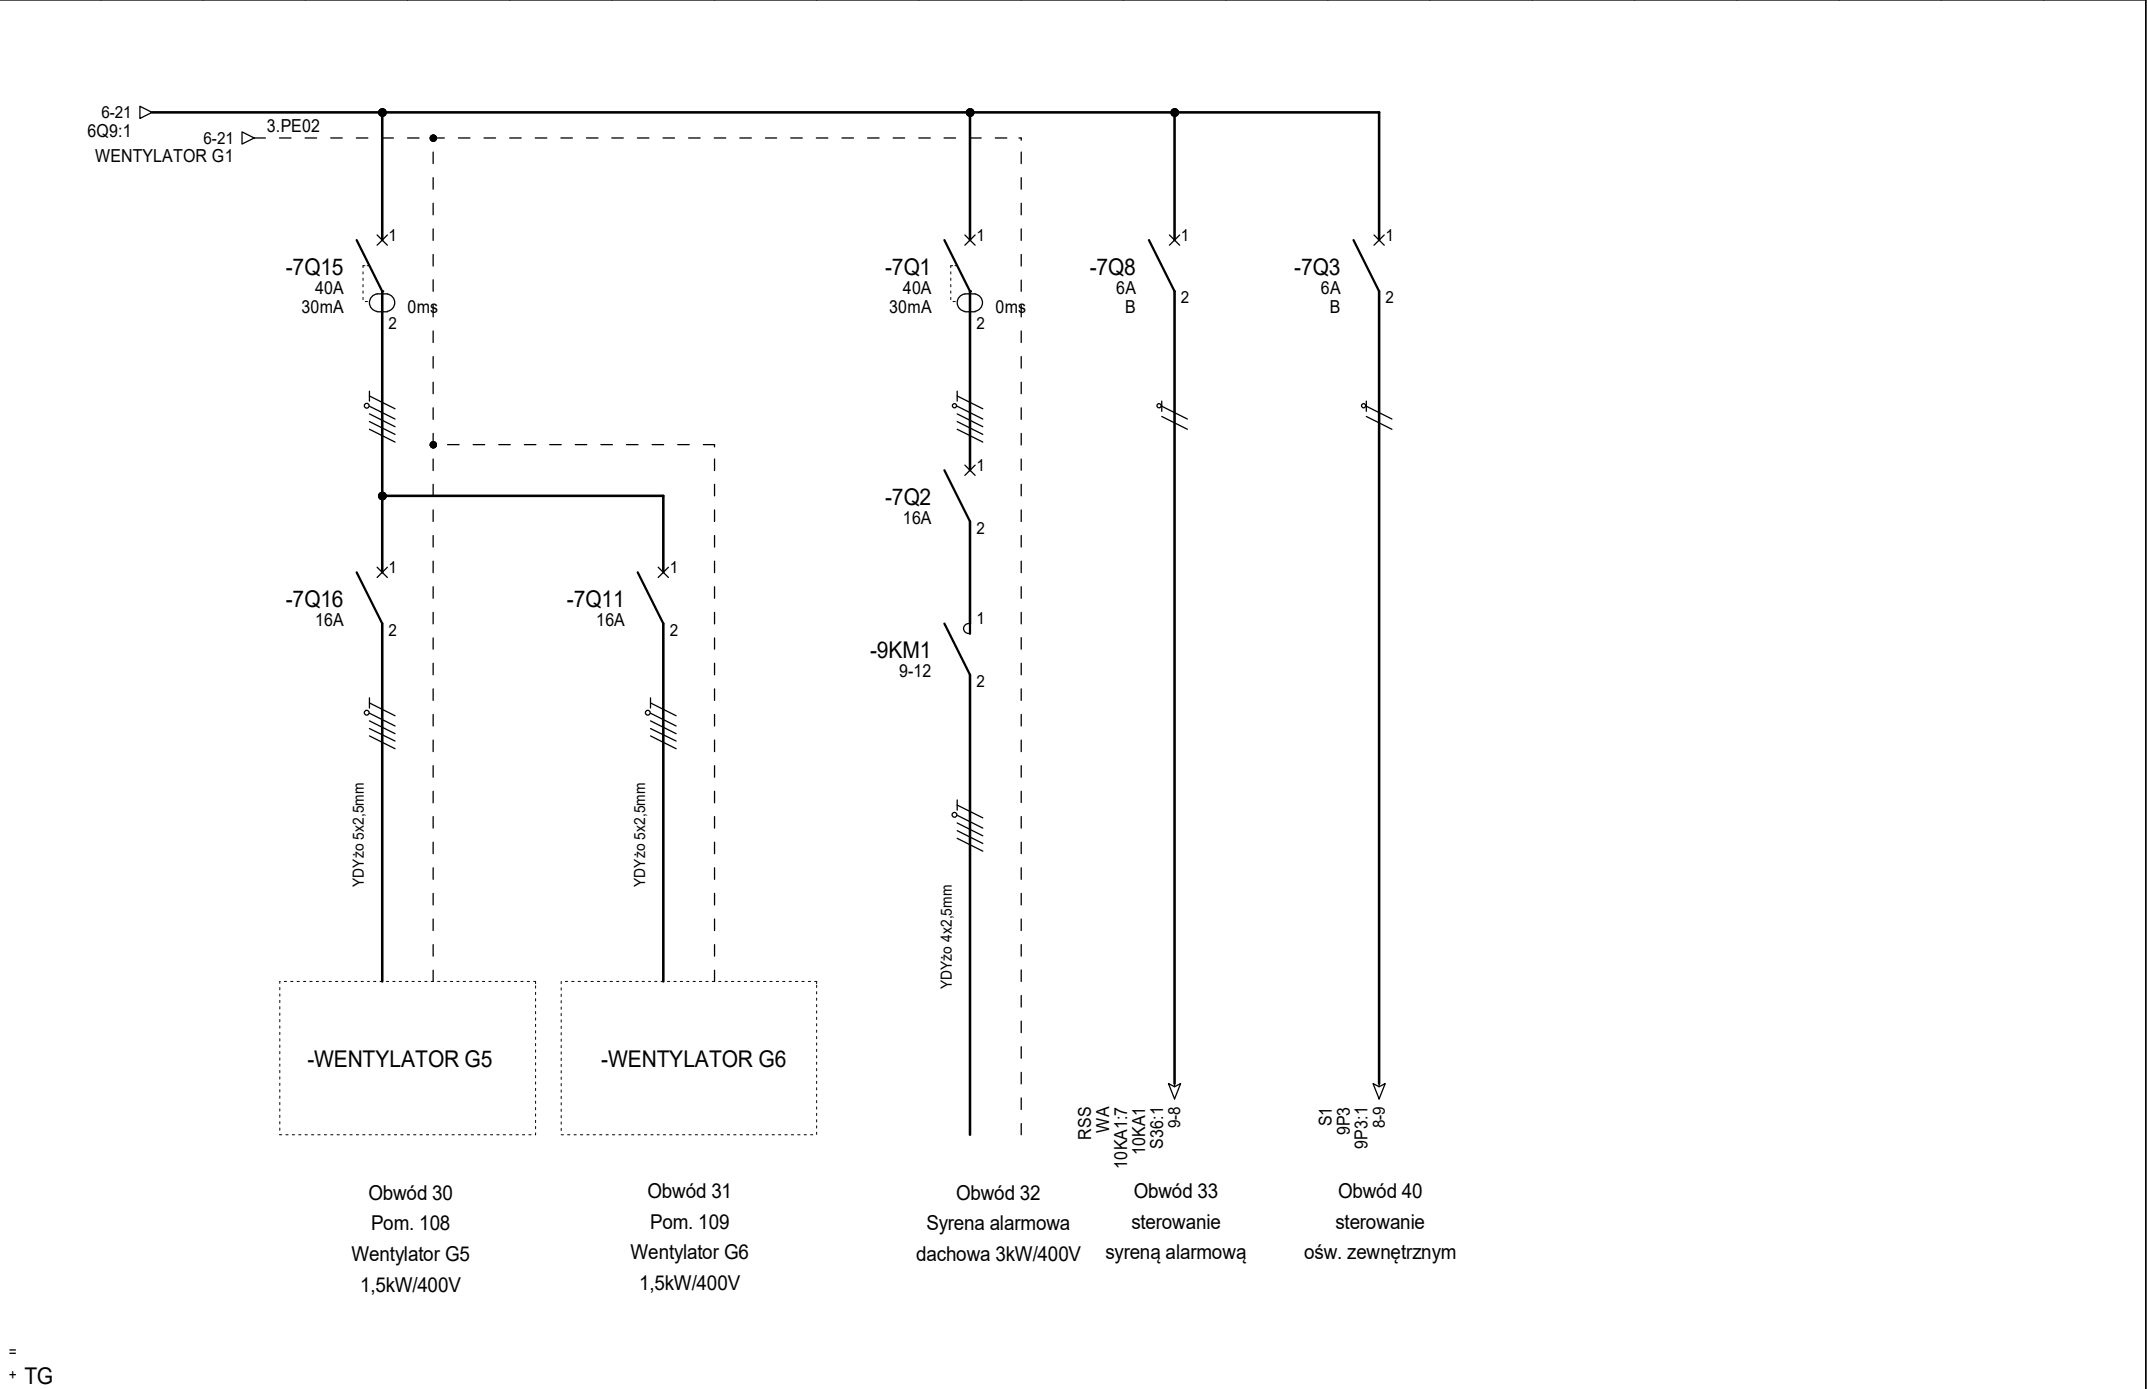 6-21
6Q9:1
3.PE02
6-21
WENTYLATOR G1
1
-7Q15
40A
30mA
0ms
2
1
-7Q1
40A
30mA
0ms
2
1
-7Q8
6A
B
2
1
-7Q3
6A
B
2
1
-7Q2
16A
2
1
-7Q16
16A
2
1
-7Q11
16A
2
1
-9KM1
9-12
2
YDYżo 5x2,5mm
YDYżo 5x2,5mm
YDYżo 4x2,5mm
-WENTYLATOR G5
-WENTYLATOR G6
RSS
WA
10KA1:7
10KA1
S36:1
9-8
S1
9P3
9P3:1
8-9
Obwód 30
Pom. 108
Wentylator G5
1,5kW/400V
Obwód 31
Pom. 109
Wentylator G6
1,5kW/400V
Obwód 32
Syrena alarmowa
dachowa 3kW/400V
Obwód 33
sterowanie
syreną alarmową
Obwód 40
sterowanie
ośw. zewnętrznym
=
+ TG